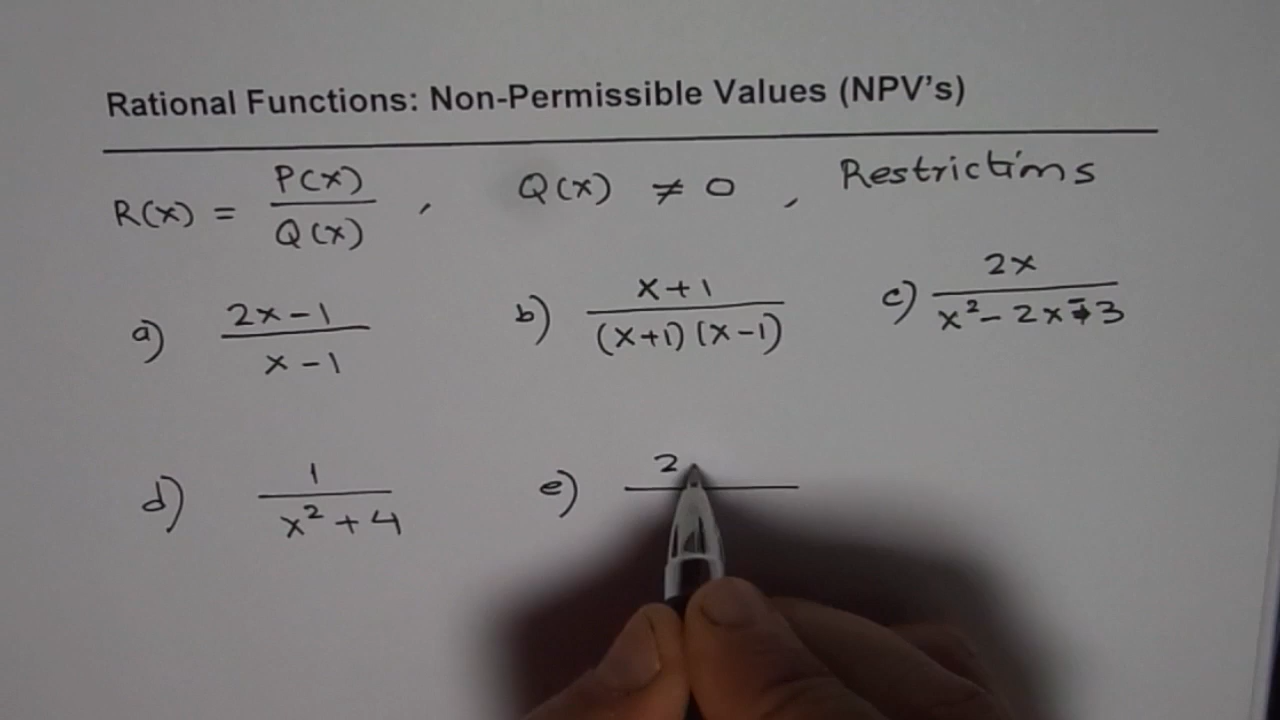 Rational Functions: Non-Permissible Values (NPV's)
R(x) = P(x)/Q(x) , Q(x) ≠ 0 , Restrictions
a) 2x-1/x-1 b) x+1/(x+1)(x-1) c) 2x/x²-2x-3
d) 1/x²+4 e) 2